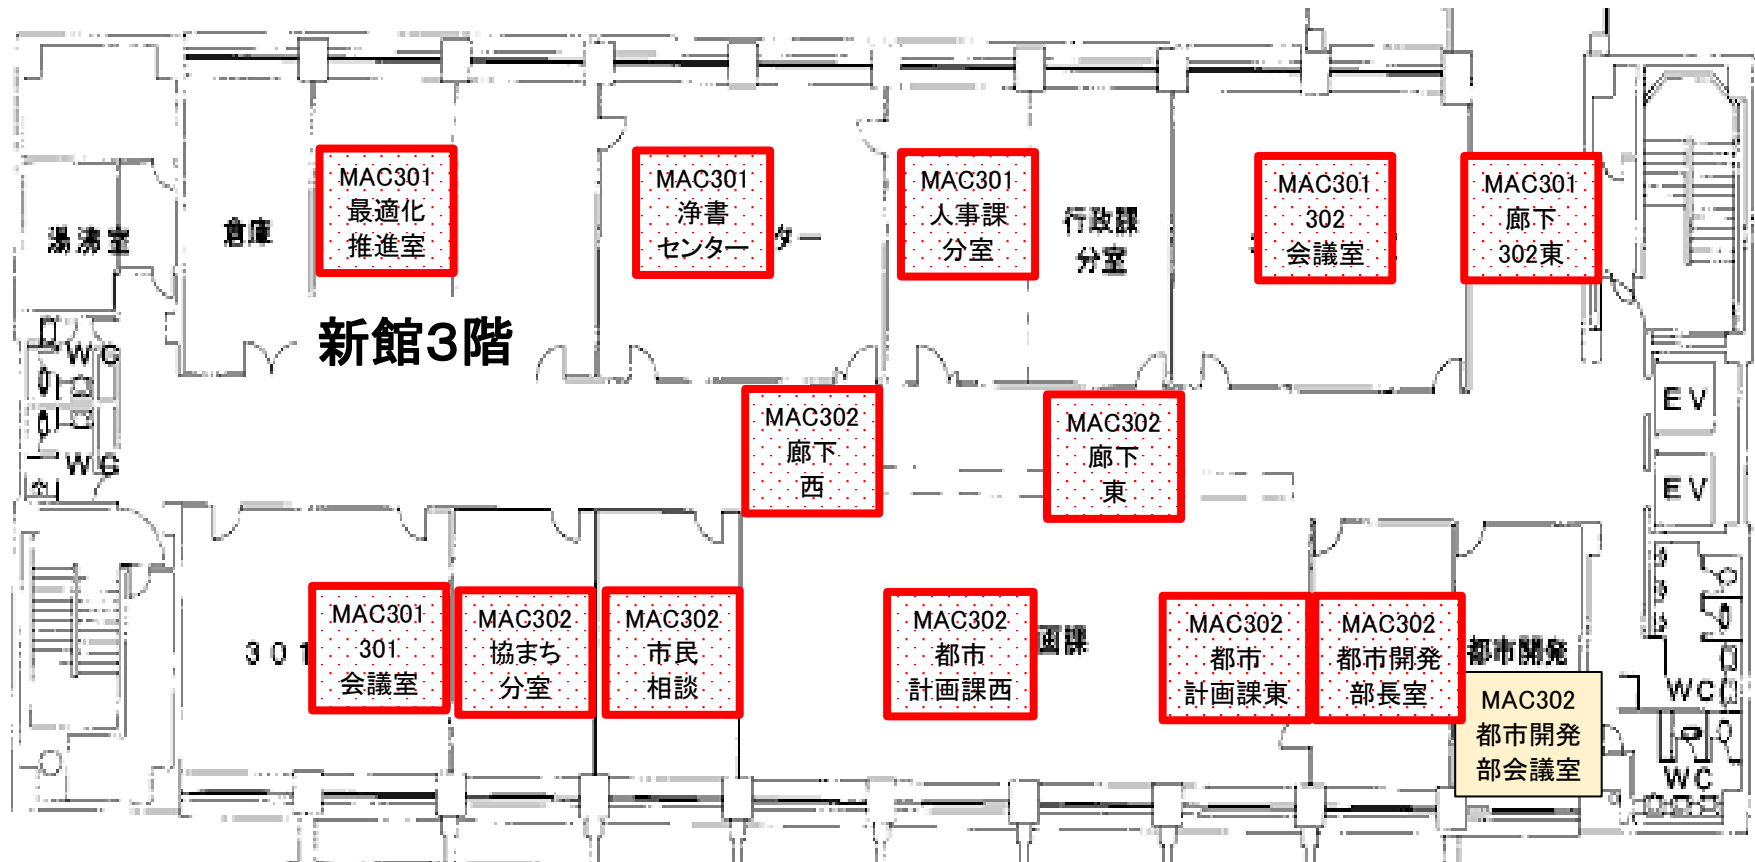 MAC301
最適化
推進室
MAC301
浄書
センター
ター
MAC301
人事課
分室
行政課
分室
MAC301
302
会議室
MAC301
廊下
302東
湯沸室
倉庫
新館3階
WC
WC
MAC302
廊下
西
MAC302
廊下
東
EV
EV
301
MAC301
301
会議室
MAC302
協まち
分室
MAC302
市民
相談
MAC302
都市
計画課西
画課
MAC302
都市
計画課東
MAC302
都市開発
部長室
都市開発
MAC302
都市開発
部会議室
WC
WC